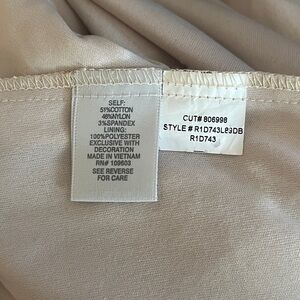 SELF:
51%COTTON
46%NYLON
3%SPANDEX
LINING:
100%POLYESTER
EXCLUSIVE WITH
DECORATION
MADE IN VIETNAM
RN# 109603
SEE REVERSE
FOR CARE
CUT# 806998
STYLE # R1D743L89DB
R1D743